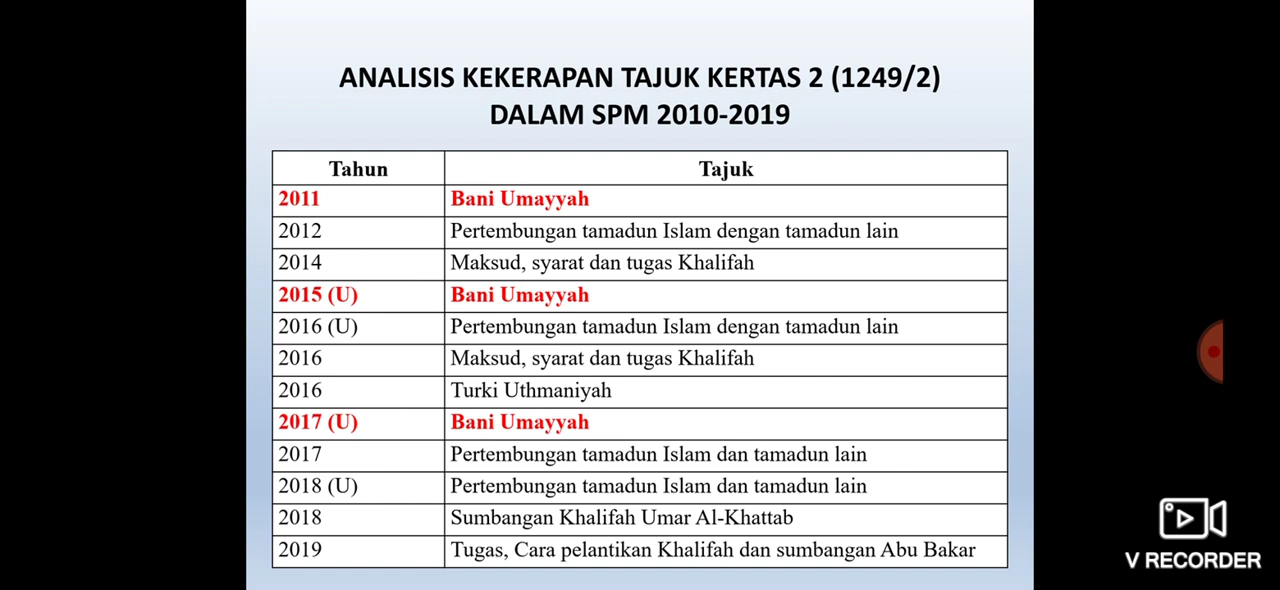 ANALISIS KEKERAPAN TAJUK KERTAS 2 (1249/2)
DALAM SPM 2010-2019
Tahun Tajuk
2011 Bani Umayyah
2012 Pertembungan tamadun Islam dengan tamadun lain
2014 Maksud, syarat dan tugas Khalifah
2015 (U) Bani Umayyah
2016 (U) Pertembungan tamadun Islam dengan tamadun lain
2016 Maksud, syarat dan tugas Khalifah
2016 Turki Uthmaniyah
2017 (U) Bani Umayyah
2017 Pertembungan tamadun Islam dan tamadun lain
2018 (U) Pertembungan tamadun Islam dan tamadun lain
2018 Sumbangan Khalifah Umar Al-Khattab
2019 Tugas, Cara pelantikan Khalifah dan sumbangan Abu Bakar
V RECORDER